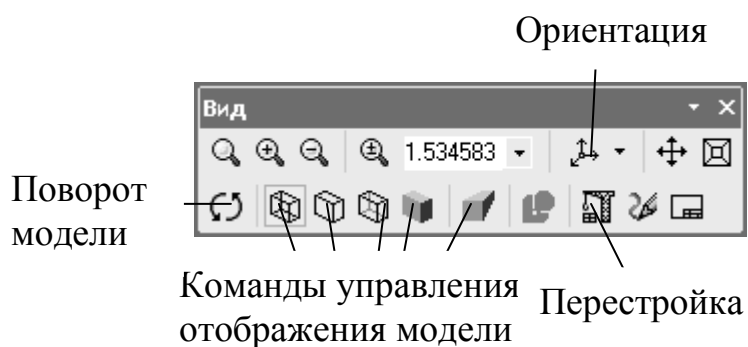 Ориентация
Вид
1.534583
Поворот
модели
Команды управления
отображения модели
Перестройка